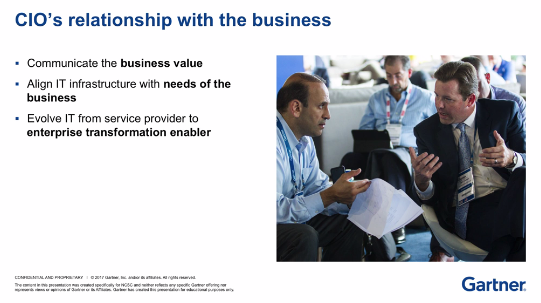 CIO's relationship with the business
▪ Communicate the business value
▪ Align IT infrastructure with needs of the
business
▪ Evolve IT from service provider to
enterprise transformation enabler
CONFIDENTIAL AND PROPRIETARY | © 2017 Gartner, Inc. and/or its affiliates. All rights reserved.
The content in this presentation was created specifically for NCSC and neither reflects any specific Gartner offering nor
represents views or opinions of Gartner or its Affiliates. Gartner has created the presentation for educational purposes only.
Gartner